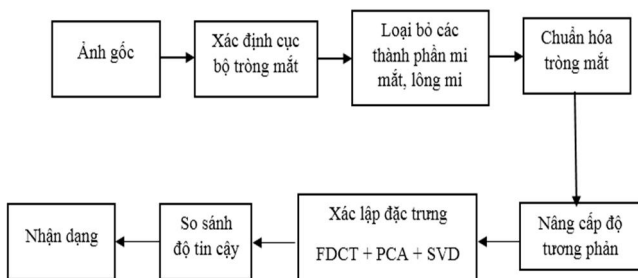 Ảnh gốc
Xác định cục
bộ tròng mắt
Loại bỏ các
thành phần mi
mắt, lông mi
Chuẩn hóa
tròng mắt
Nâng cấp độ
tương phản
Xác lập đặc trưng
FDCT + PCA + SVD
So sánh
độ tin cậy
Nhận dạng